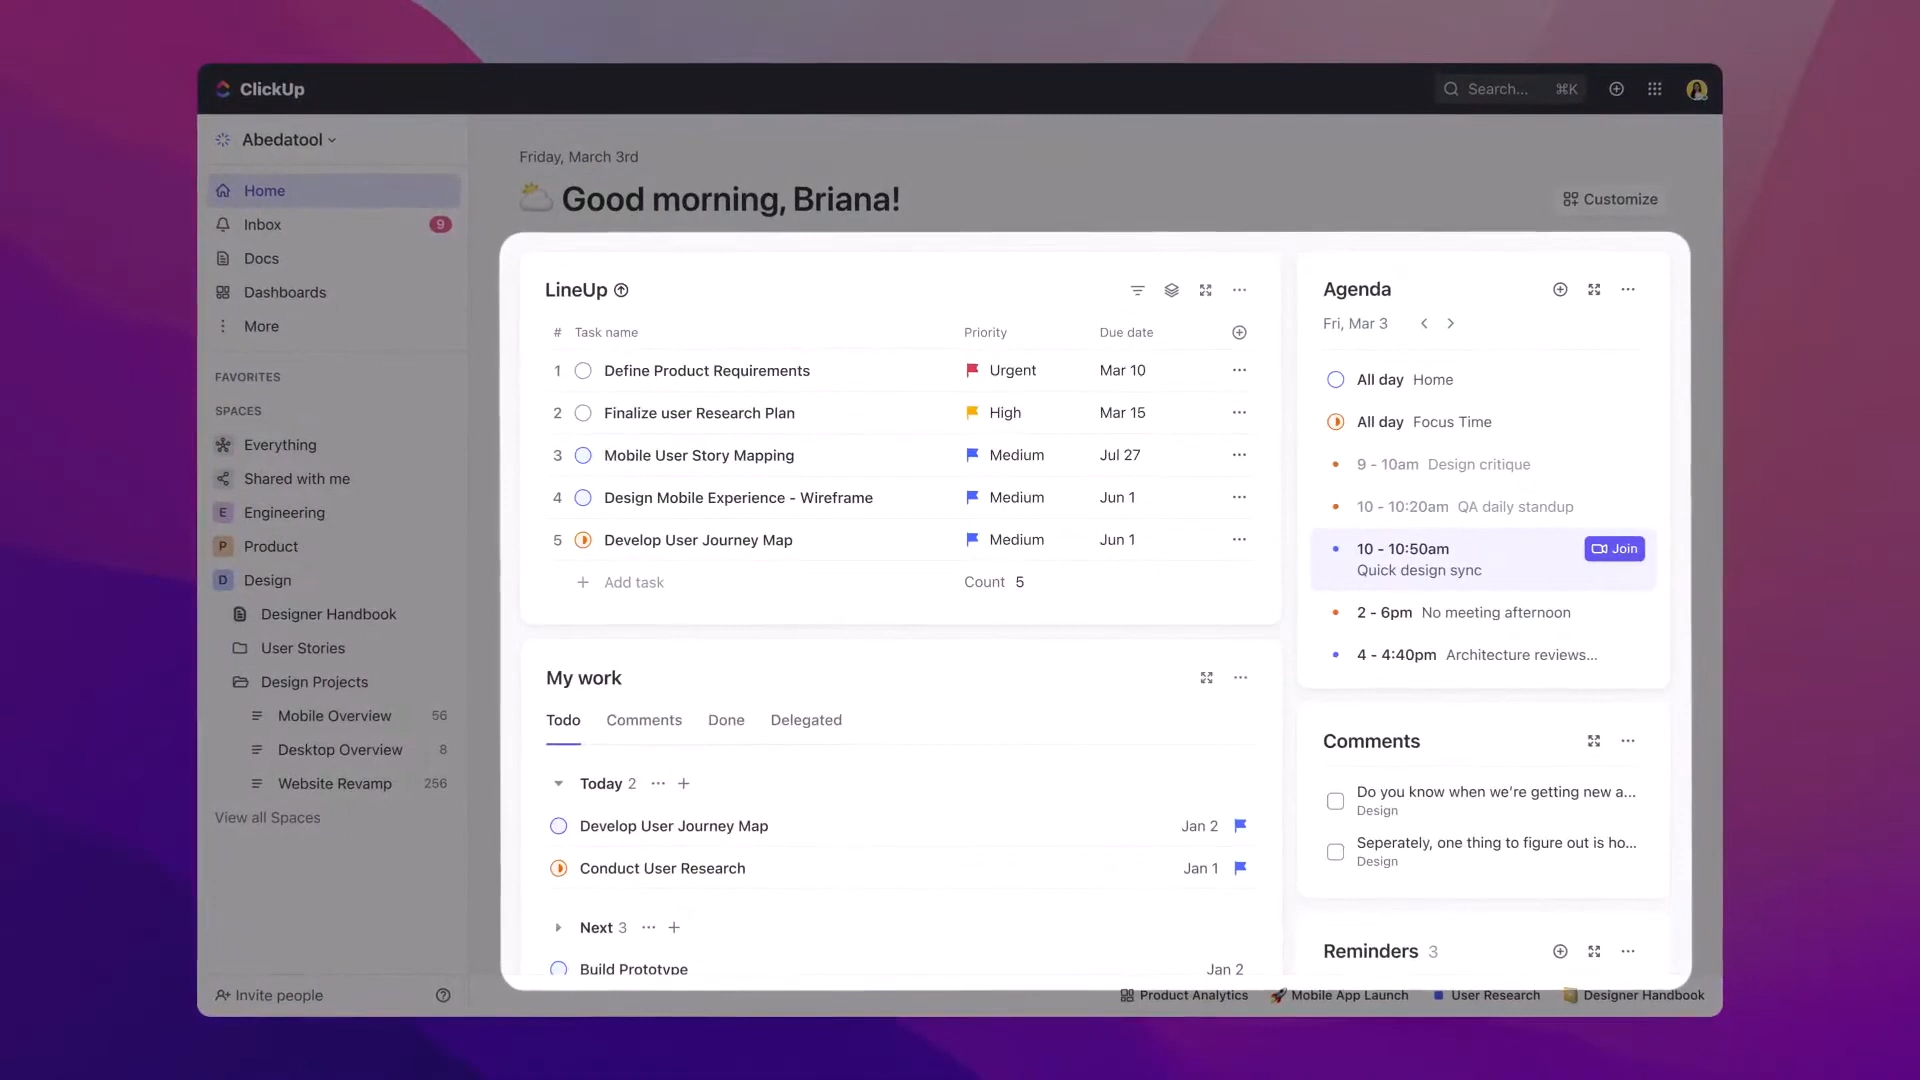 ClickUp
Search... ⌘K
Abedatool
Home
Inbox 9
Docs
Dashboards
More
FAVORITES
SPACES
Everything
Shared with me
E Engineering
P Product
D Design
Designer Handbook
User Stories
Design Projects
Mobile Overview 56
Desktop Overview 8
Website Revamp 256
View all Spaces
Invite people
Friday, March 3rd
Good morning, Briana!
Customize
LineUp
# Task name Priority Due date
1 Define Product Requirements Urgent Mar 10
2 Finalize user Research Plan High Mar 15
3 Mobile User Story Mapping Medium Jul 27
4 Design Mobile Experience - Wireframe Medium Jun 1
5 Develop User Journey Map Medium Jun 1
+ Add task Count 5
My work
Todo Comments Done Delegated
Today 2
Develop User Journey Map Jan 2
Conduct User Research Jan 1
Next 3
Build Prototype Jan 2
Agenda
Fri, Mar 3
All day Home
All day Focus Time
9 - 10am Design critique
10 - 10:20am QA daily standup
10 - 10:50am
Join
Quick design sync
2 - 6pm No meeting afternoon
4 - 4:40pm Architecture reviews...
Comments
Do you know when we're getting new a...
Design
Seperately, one thing to figure out is ho...
Design
Reminders 3
Product Analytics Mobile App Launch User Research Designer Handbook